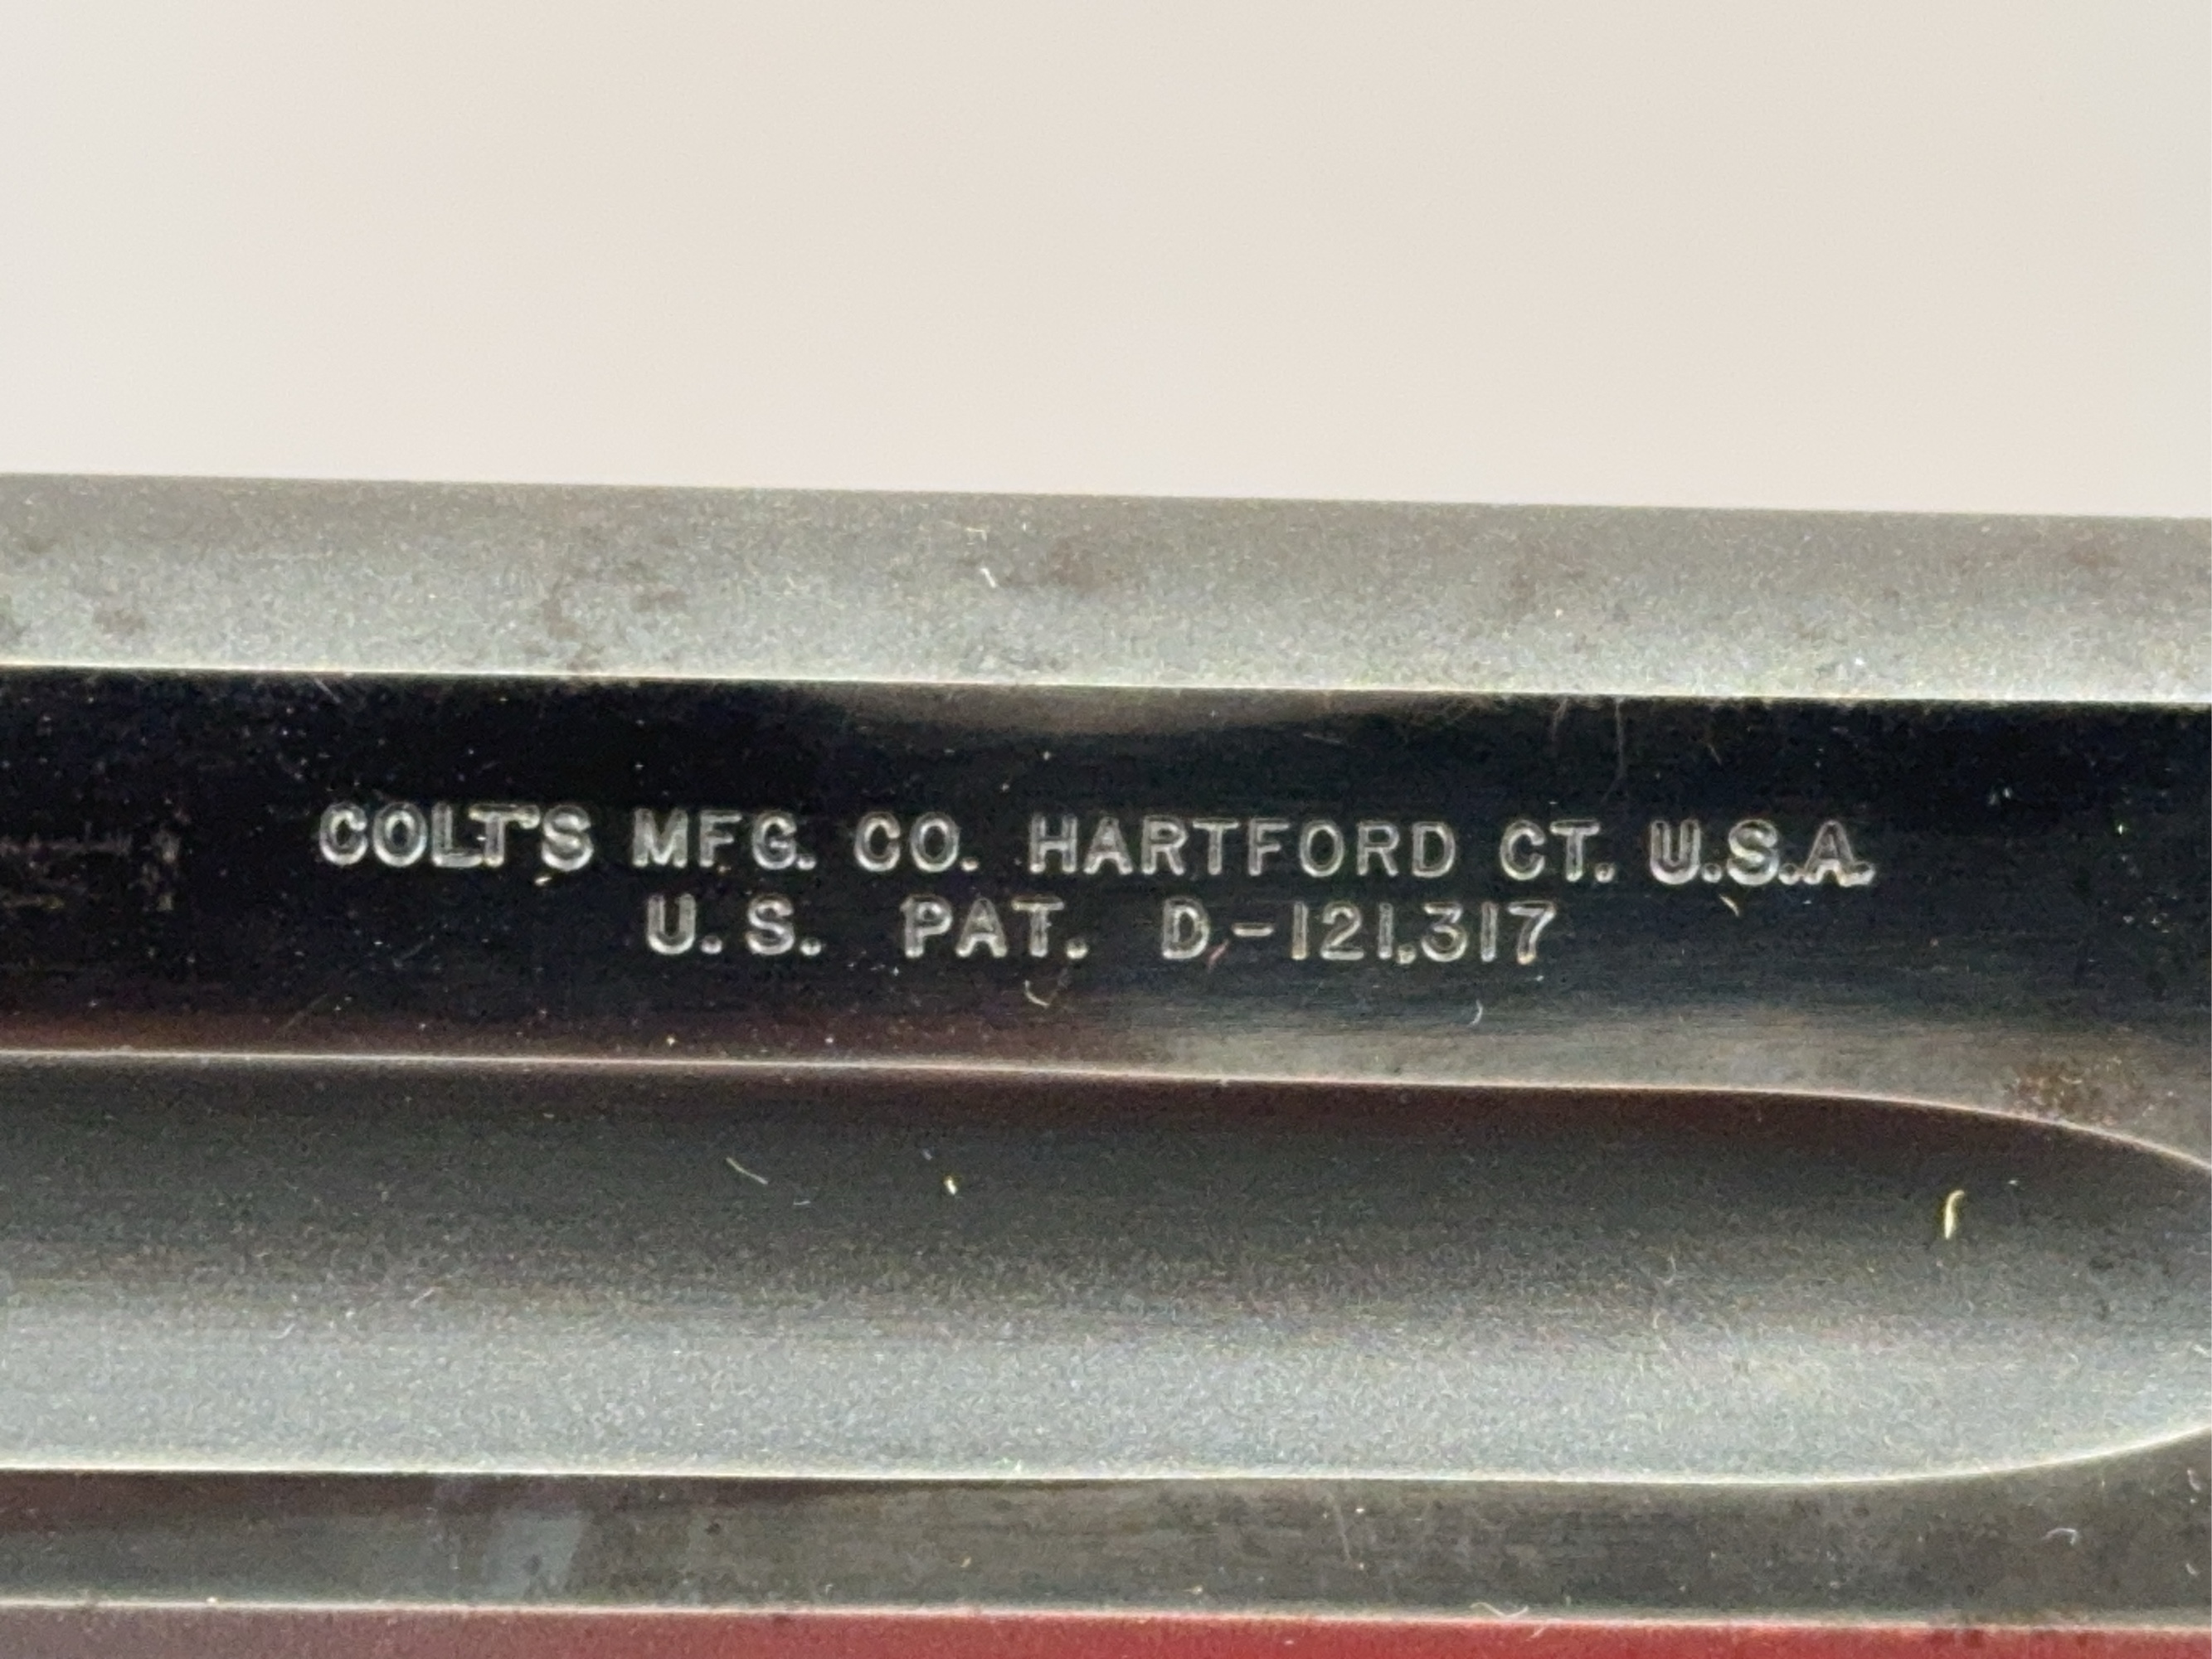 COLT'S MFG. CO. HARTFORD CT. U.S.A.
U.S. PAT. D-121,317